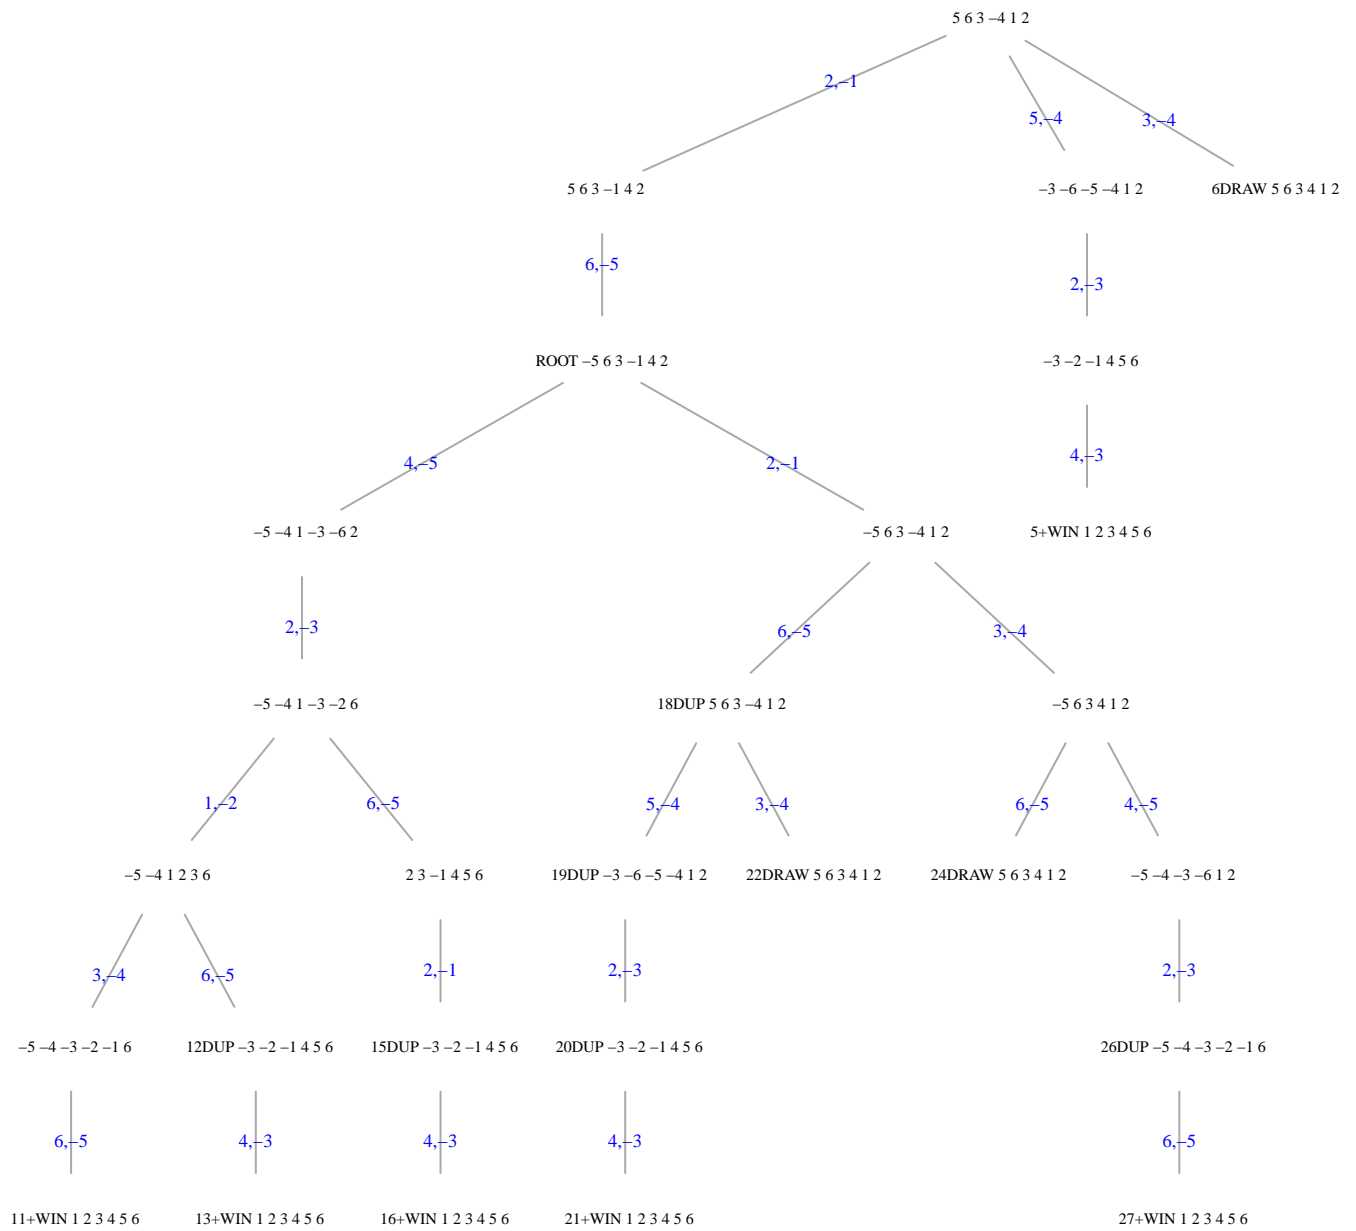 5 6 3 −4 1 2
2,−1
5,−4
3,−4
5 6 3 −1 4 2
−3 −6 −5 −4 1 2
6DRAW 5 6 3 4 1 2
6,−5
2,−3
ROOT −5 6 3 −1 4 2
−3 −2 −1 4 5 6
4,−5
2,−1
4,−3
−5 −4 1 −3 −6 2
−5 6 3 −4 1 2
5+WIN 1 2 3 4 5 6
2,−3
6,−5
3,−4
−5 −4 1 −3 −2 6
18DUP 5 6 3 −4 1 2
−5 6 3 4 1 2
1,−2
6,−5
5,−4
3,−4
6,−5
4,−5
−5 −4 1 2 3 6
2 3 −1 4 5 6
19DUP −3 −6 −5 −4 1 2
22DRAW 5 6 3 4 1 2
24DRAW 5 6 3 4 1 2
−5 −4 −3 −6 1 2
3,−4
6,−5
2,−1
2,−3
2,−3
−5 −4 −3 −2 −1 6
12DUP −3 −2 −1 4 5 6
15DUP −3 −2 −1 4 5 6
20DUP −3 −2 −1 4 5 6
26DUP −5 −4 −3 −2 −1 6
6,−5
4,−3
4,−3
4,−3
6,−5
11+WIN 1 2 3 4 5 6
13+WIN 1 2 3 4 5 6
16+WIN 1 2 3 4 5 6
21+WIN 1 2 3 4 5 6
27+WIN 1 2 3 4 5 6